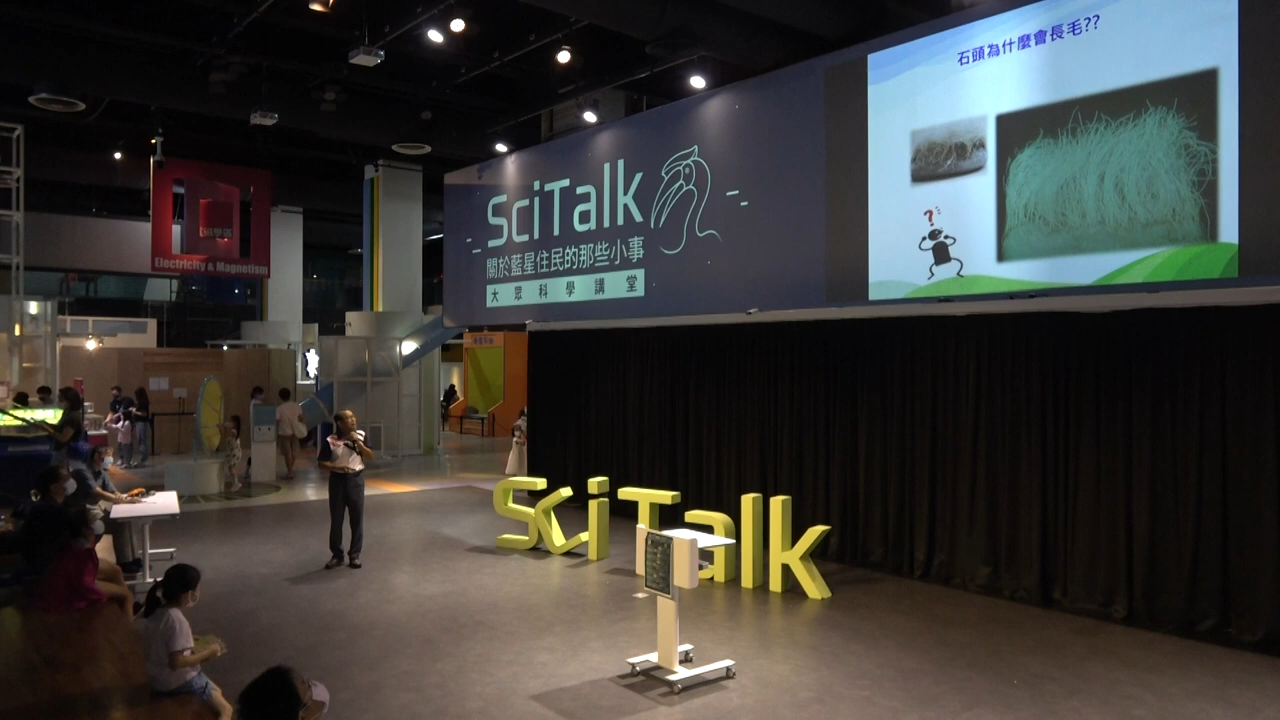 石頭為什麼會長毛??
SciTalk
關於藍星住民的那些小事
大眾科學講堂
Electricity & Magnetism
SciTalk